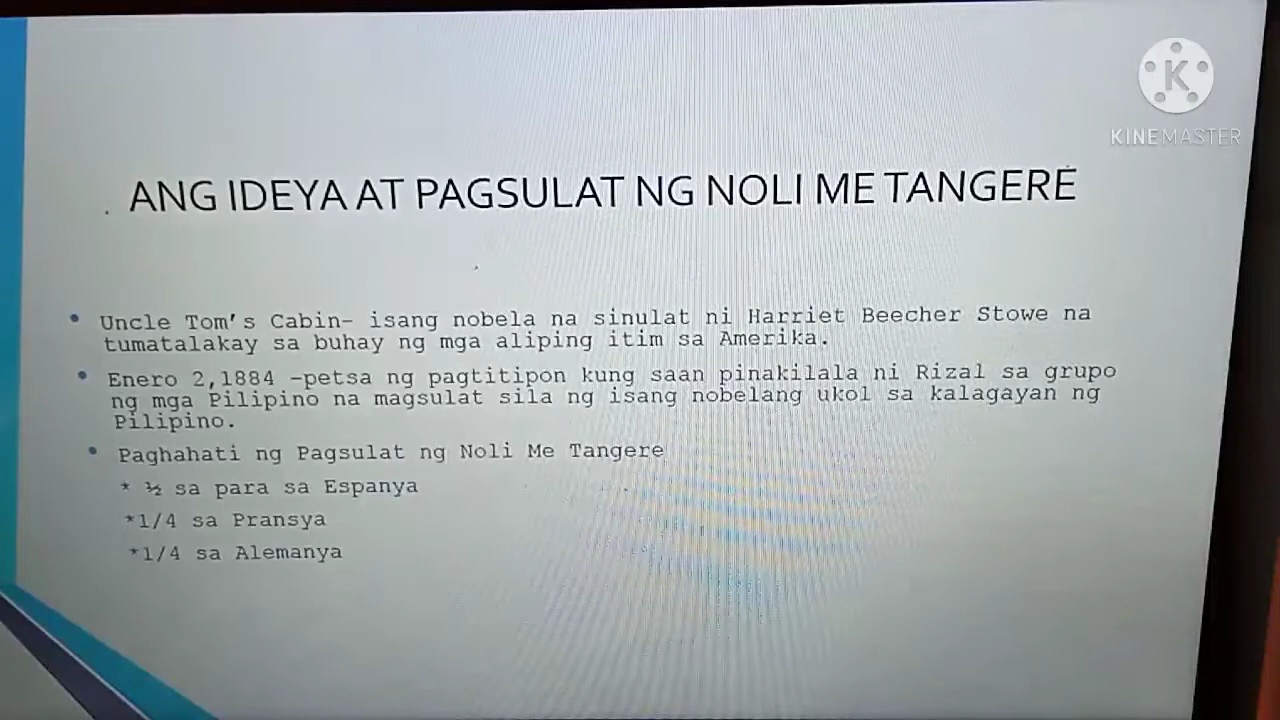 KINEMASTER
ANG IDEYA AT PAGSULAT NG NOLI ME TANGERE
• Uncle Tom's Cabin- isang nobela na sinulat ni Harriet Beecher Stowe na
tumatalakay sa buhay ng mga aliping itim sa Amerika.
• Enero 2,1884 -petsa ng pagtitipon kung saan pinakilala ni Rizal sa grupo
ng mga Pilipino na magsulat sila ng isang nobelang ukol sa kalagayan ng
Pilipino.
• Paghahati ng Pagsulat ng Noli Me Tangere
* ½ sa para sa Espanya
*1/4 sa Pransya
*1/4 sa Alemanya